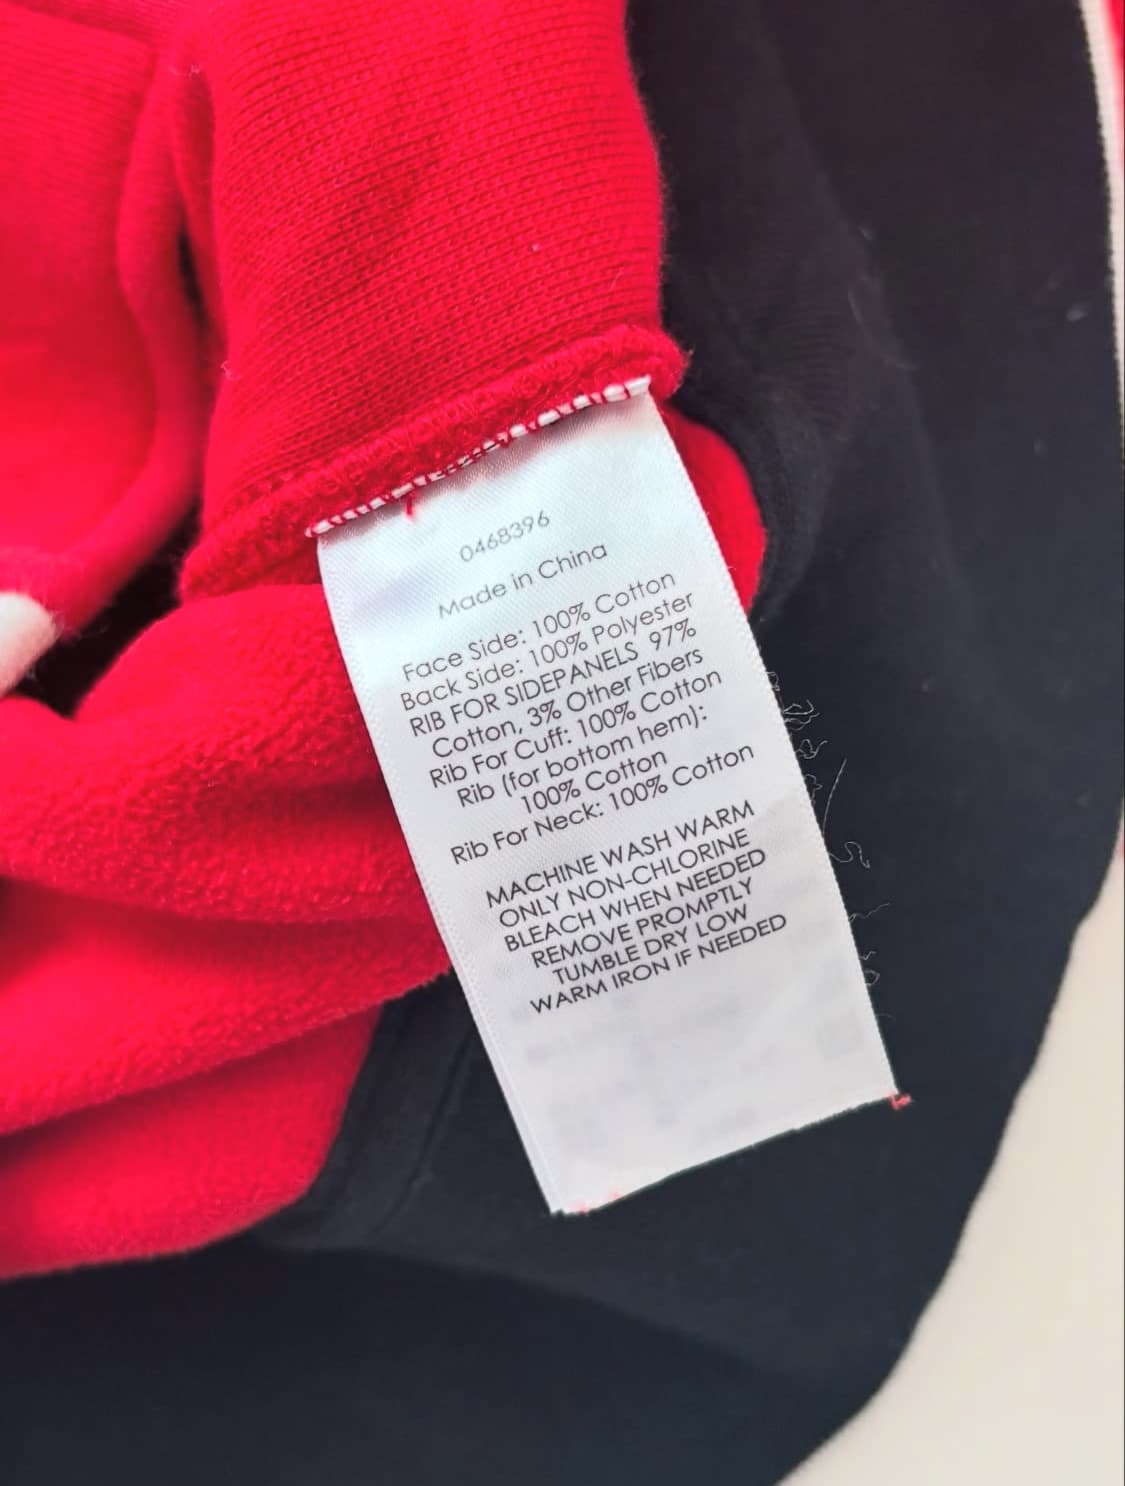 0468396
Made in China
Face Side: 100% Cotton
Back Side: 100% Polyester
RIB FOR SIDEPANELS 97%
Cotton, 3% Other Fibers
Rib For Cuff: 100% Cotton
Rib (for bottom hem):
100% Cotton
Rib For Neck: 100% Cotton
MACHINE WASH WARM
ONLY NON-CHLORINE
BLEACH WHEN NEEDED
REMOVE PROMPTLY
TUMBLE DRY LOW
WARM IRON IF NEEDED